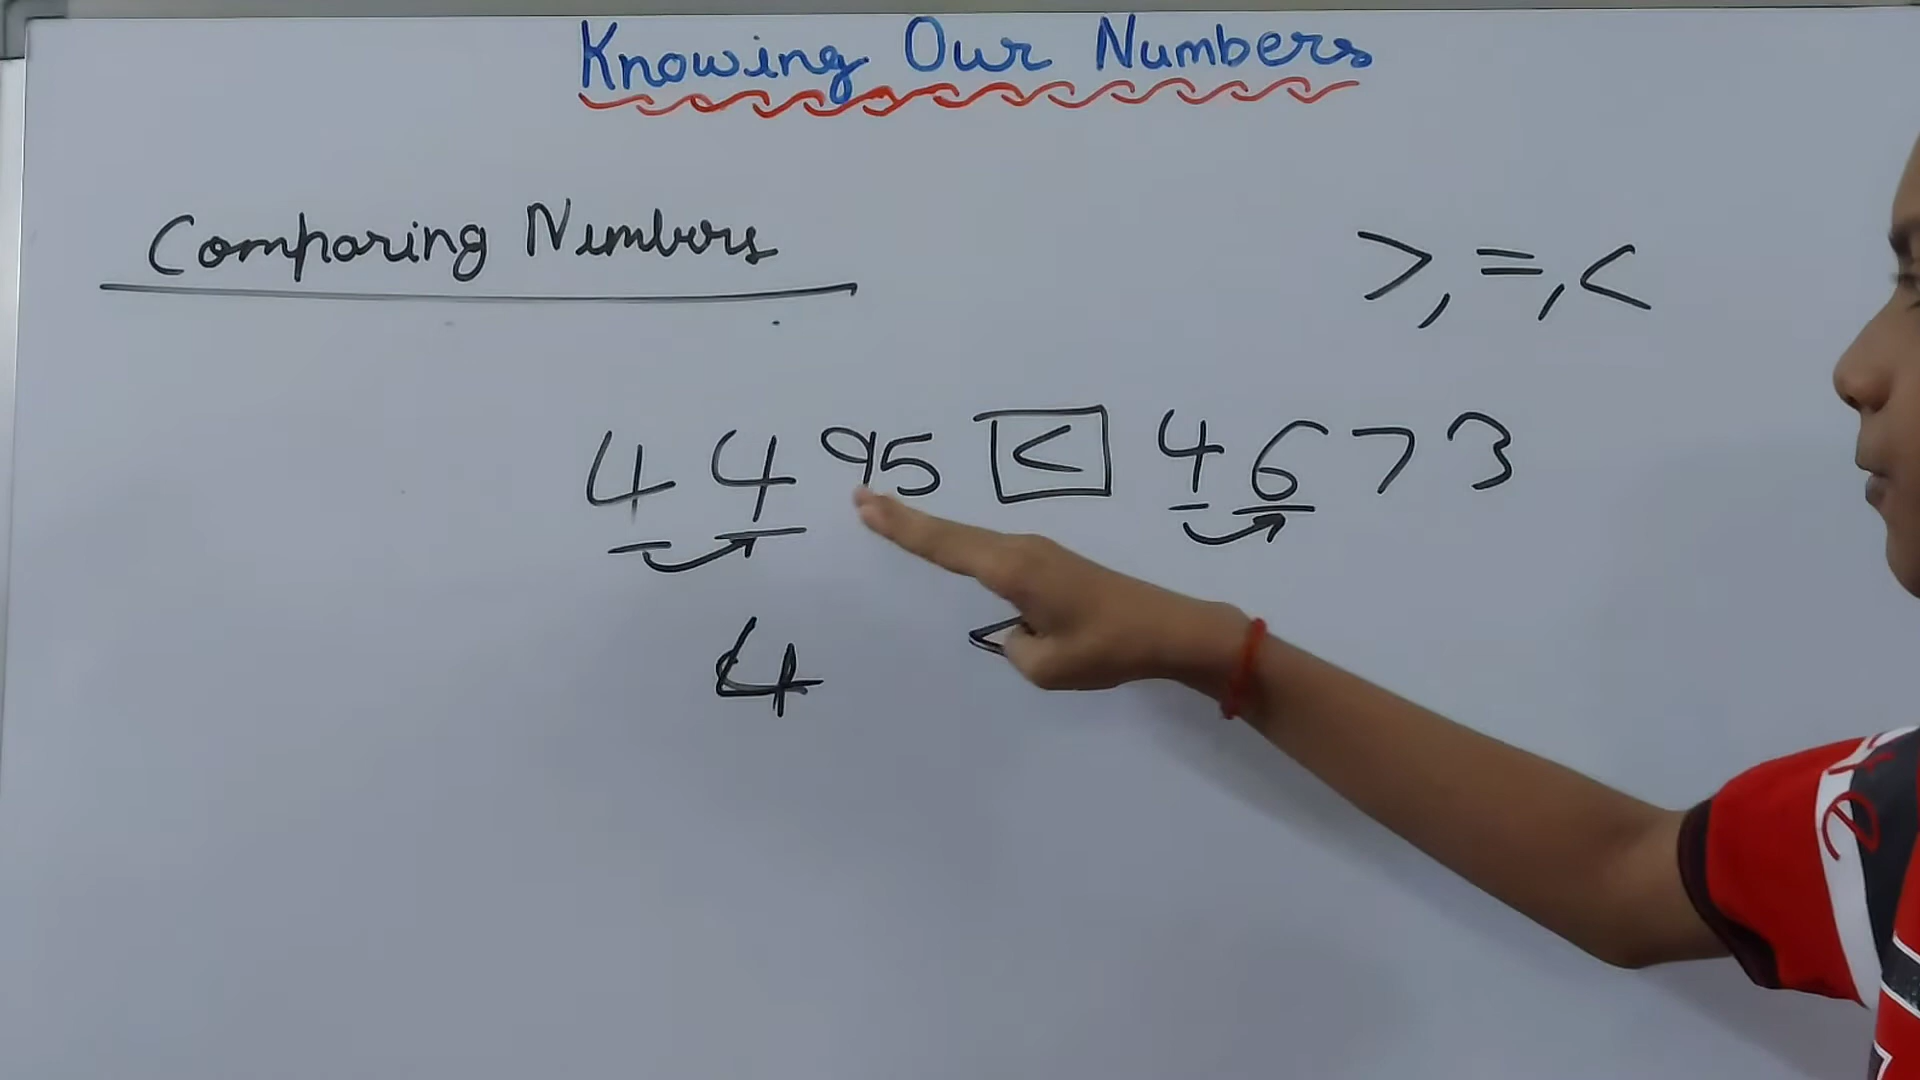 Knowing Our Numbers
Comparing Numbers
>, =, <
4495 < 4673
4 <